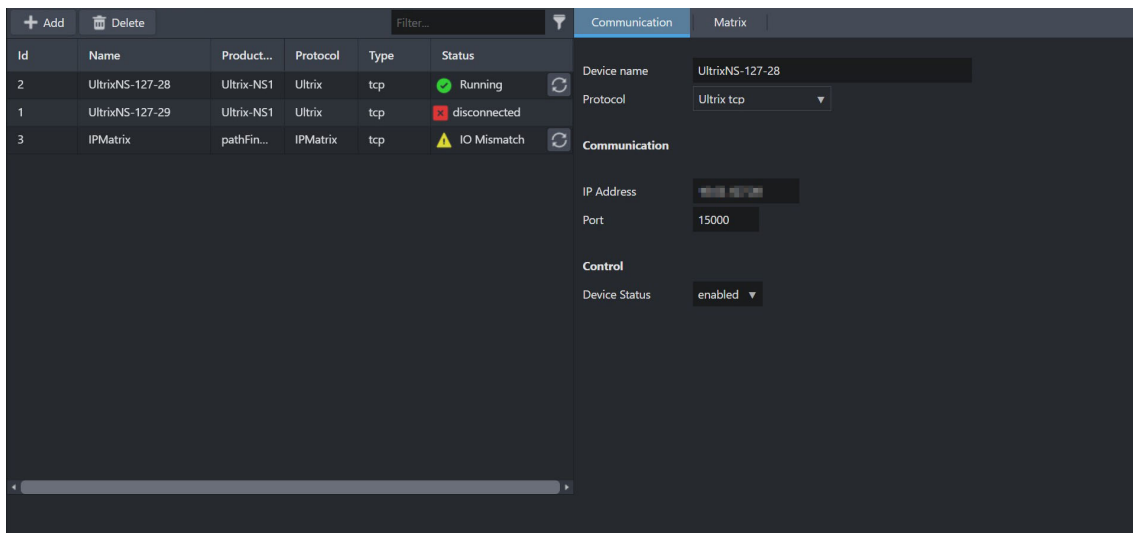 Add Delete Filter... Communication Matrix
Id Name Product... Protocol Type Status
2 UltrixNS-127-28 Ultrix-NS1 Ultrix tcp Running
1 UltrixNS-127-29 Ultrix-NS1 Ultrix tcp disconnected
3 IPMatrix pathFin... IPMatrix tcp IO Mismatch
Device name UltrixNS-127-28
Protocol Ultrix tcp
Communication
IP Address
Port 15000
Control
Device Status enabled